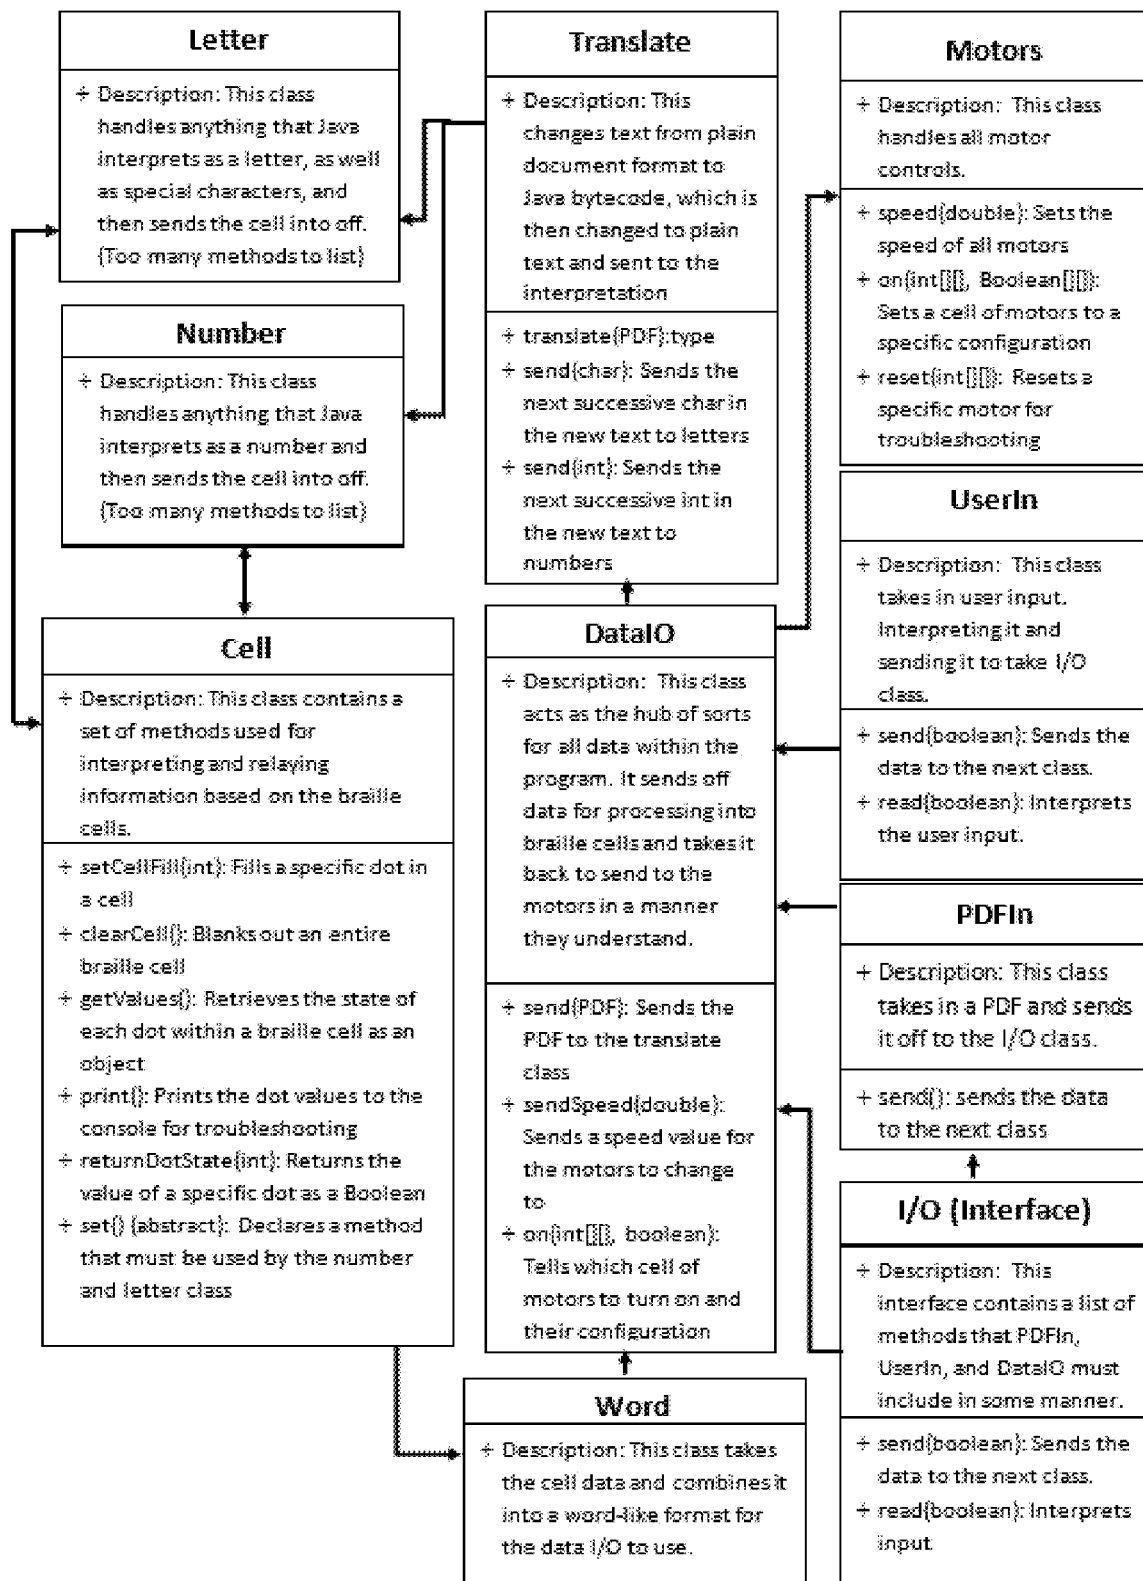 Letter
+ Description: This class
handles anything that Java
interprets as a letter, as well
as special characters, and
then sends the cell into off.
(Too many methods to list)
Number
+ Description: This class
handles anything that Java
interprets as a number and
then sends the cell into off.
(Too many methods to list)
Cell
+ Description: This class contains a
set of methods used for
interpreting and relaying
information based on the braille
cells.
+ setCellFill(int): Fills a specific dot in
a cell
+ clearCell(): Blanks out an entire
braille cell
+ getValues(): Retrieves the state of
each dot within a braille cell as an
object
+ print(): Prints the dot values to the
console for troubleshooting
+ returnDotState(int): Returns the
value of a specific dot as a Boolean
+ set() (abstract): Declares a method
that must be used by the number
and letter class
Translate
+ Description: This
changes text from plain
document format to
Java bytecode, which is
then changed to plain
text and sent to the
interpretation
+ translate(PDF):type
+ send(char): Sends the
next successive char in
the new text to letters
+ send(int): Sends the
next successive int in
the new text to
numbers
DataIO
+ Description: This class
acts as the hub of sorts
for all data within the
program. It sends off
data for processing into
braille cells and takes it
back to send to the
motors in a manner
they understand.
+ send(PDF): Sends the
PDF to the translate
class
+ sendSpeed(double):
Sends a speed value for
the motors to change
to
+ on(int[][], boolean):
Tells which cell of
motors to turn on and
their configuration
Word
+ Description: This class takes
the cell data and combines it
into a word-like format for
the data I/O to use.
Motors
+ Description: This class
handles all motor
controls.
+ speed(double): Sets the
speed of all motors
+ on(int[][], Boolean[][]):
Sets a cell of motors to a
specific configuration
+ reset(int[][]): Resets a
specific motor for
troubleshooting
UserIn
+ Description: This class
takes in user input.
Interpreting it and
sending it to take I/O
class.
+ send(boolean): Sends the
data to the next class.
+ read(boolean): Interprets
the user input.
PDFIn
+ Description: This class
takes in a PDF and sends
it off to the I/O class.
+ send(): sends the data
to the next class
I/O (Interface)
+ Description: This
interface contains a list of
methods that PDFIn,
UserIn, and DataIO must
include in some manner.
+ send(boolean): Sends the
data to the next class.
+ read(boolean): Interprets
input